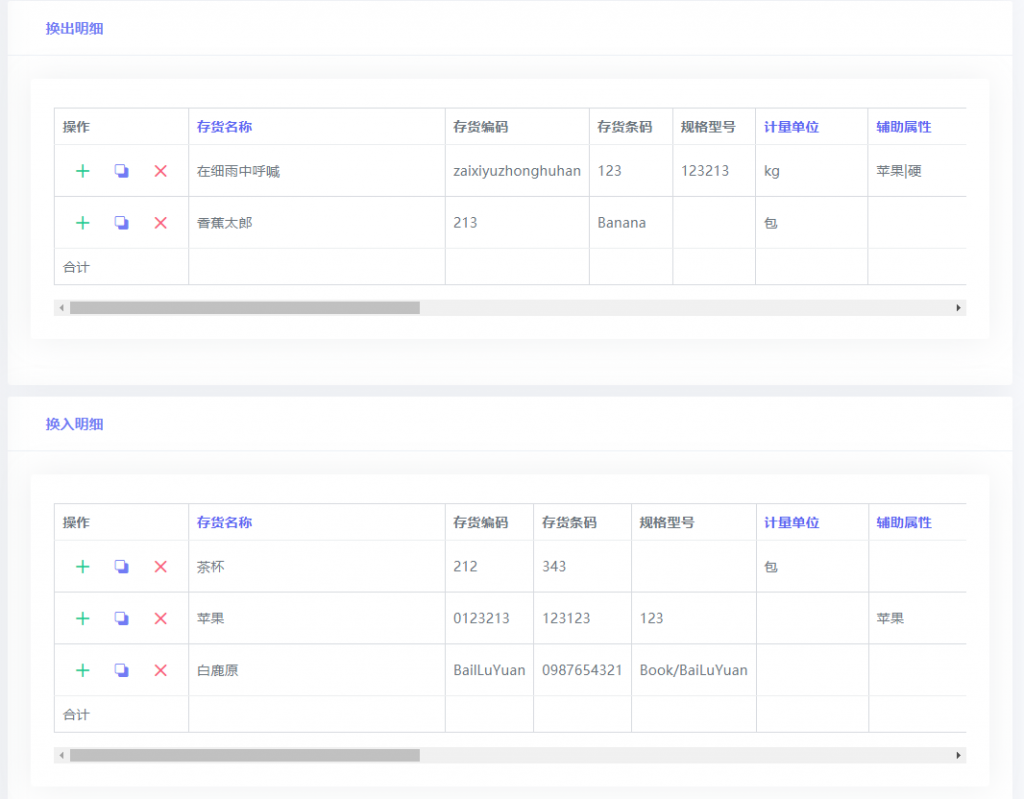 换出明细
操作 存货名称 存货编码 存货条码 规格型号 计量单位 辅助属性
在细雨中呼喊 zaixiyuzhonghuhan 123 123213 kg 苹果|硬
香蕉太郎 213 Banana 包
合计
换入明细
操作 存货名称 存货编码 存货条码 规格型号 计量单位 辅助属性
茶杯 212 343 包
苹果 0123213 123123 123 苹果
白鹿原 BailLuYuan 0987654321 Book/BaiLuYuan
合计